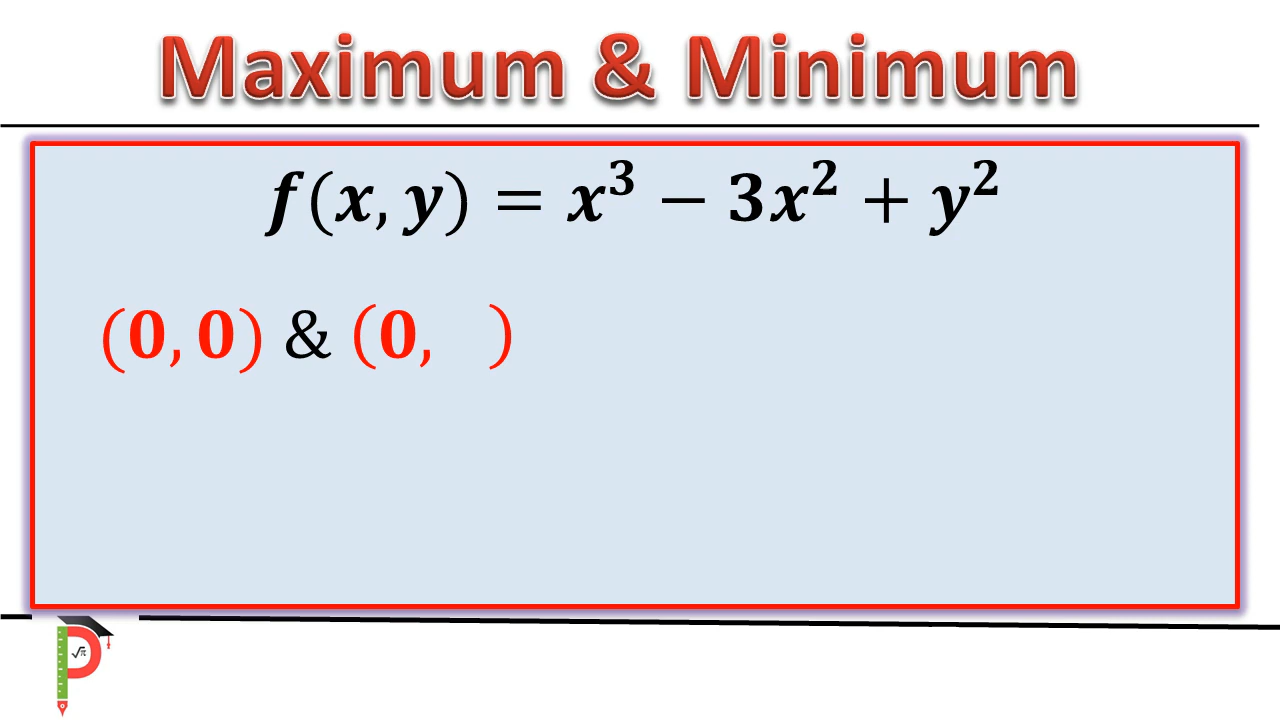 Maximum & Minimum
f(x, y) = x³ − 3x² + y²
(0, 0) & (0,   )
√π